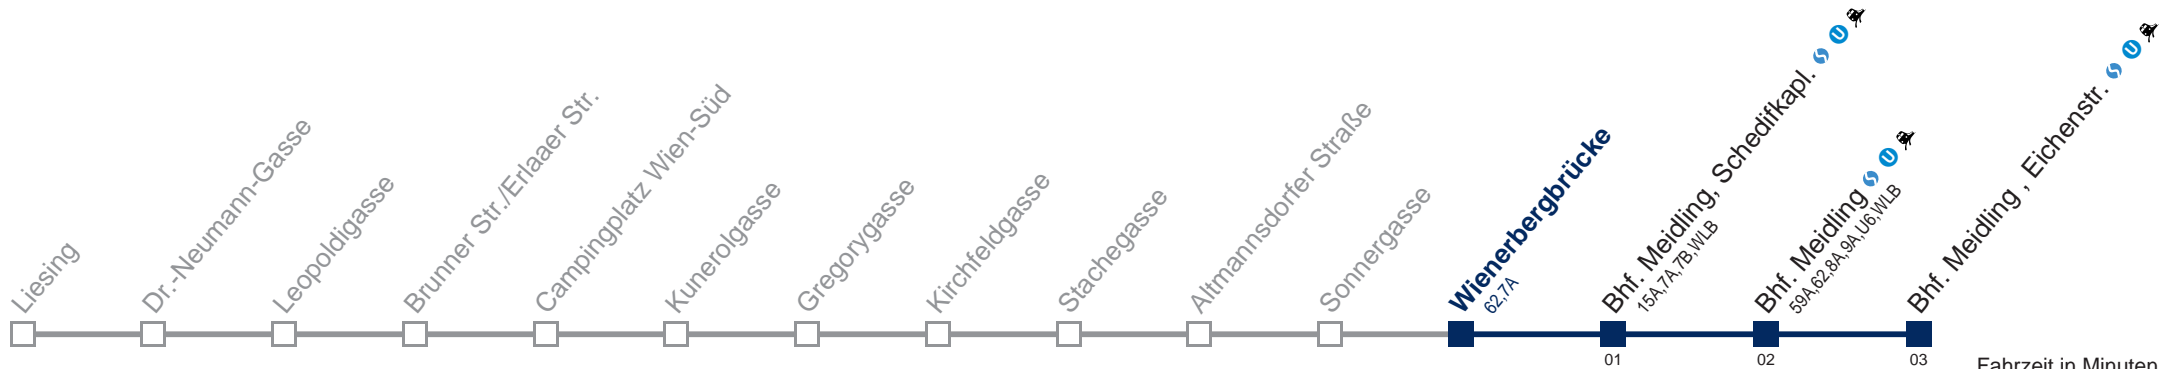 Liesing
Dr.-Neumann-Gasse
Leopoldigasse
Brunner Str./Erlaaer Str.
Campingplatz Wien-Süd
Kunerolgasse
Gregorygasse
Kirchfeldgasse
Stachegasse
Altmannsdorfer Straße
Sonnergasse
Wienerbergbrücke
62,7A
Bhf. Meidling, Schedifkapl. S U
15A,7A,7B,WLB
Bhf. Meidling S U
59A,62,8A,9A,U6,WLB
Bhf. Meidling , Eichenstr. S U
01
02
03
Fahrzeit in Minuten